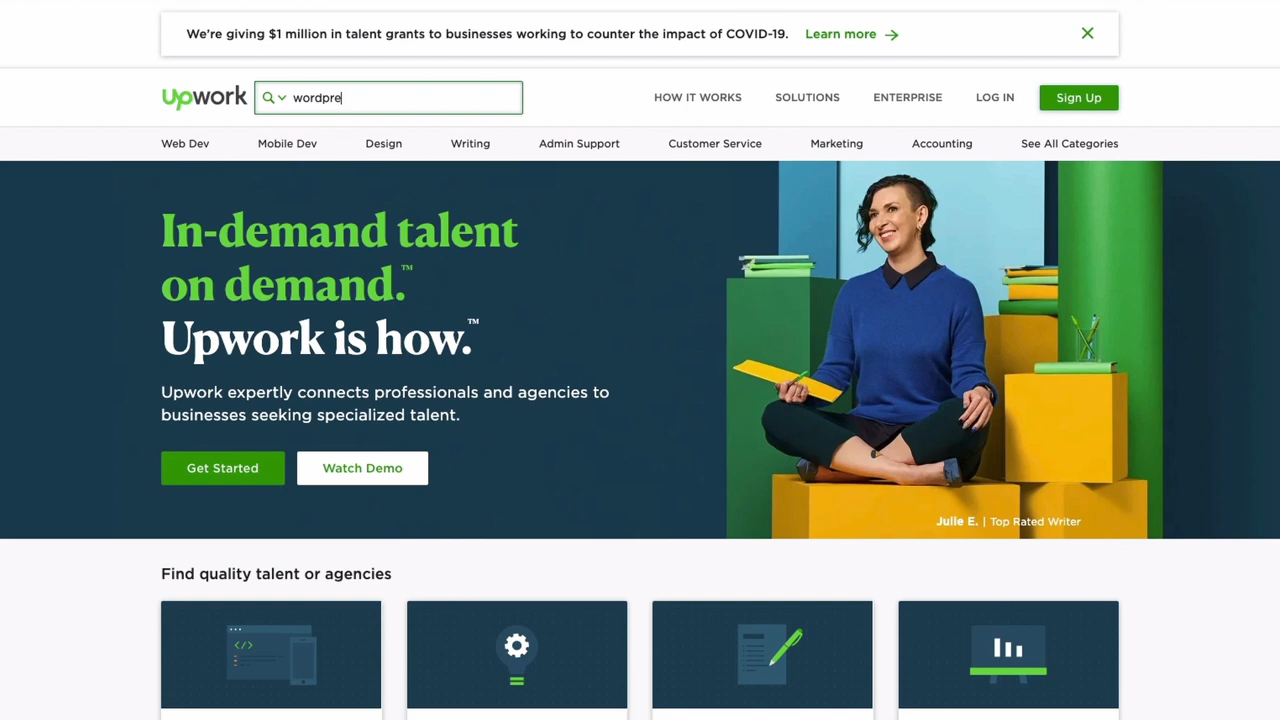 We're giving $1 million in talent grants to businesses working to counter the impact of COVID-19. Learn more →
upwork wordpre HOW IT WORKS SOLUTIONS ENTERPRISE LOG IN Sign Up
Web Dev Mobile Dev Design Writing Admin Support Customer Service Marketing Accounting See All Categories
In-demand talent
on demand.™
Upwork is how.™
Upwork expertly connects professionals and agencies to
businesses seeking specialized talent.
Get Started Watch Demo
Julie E. | Top Rated Writer
Find quality talent or agencies
</>